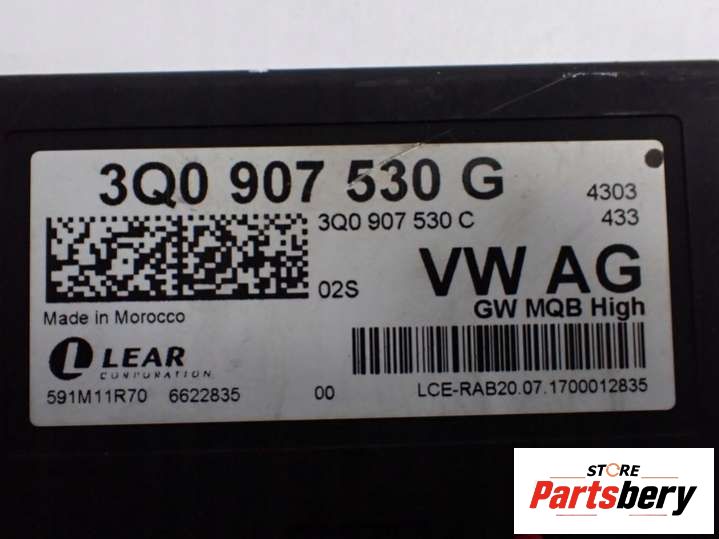 3Q0 907 530 G
4303
3Q0 907 530 C
433
02S
VW AG
GW MQB High
Made in Morocco
LEAR
CORPORATION
591M11R70 6622835 00 LCE-RAB20.07.1700012835
STORE
Partsbery